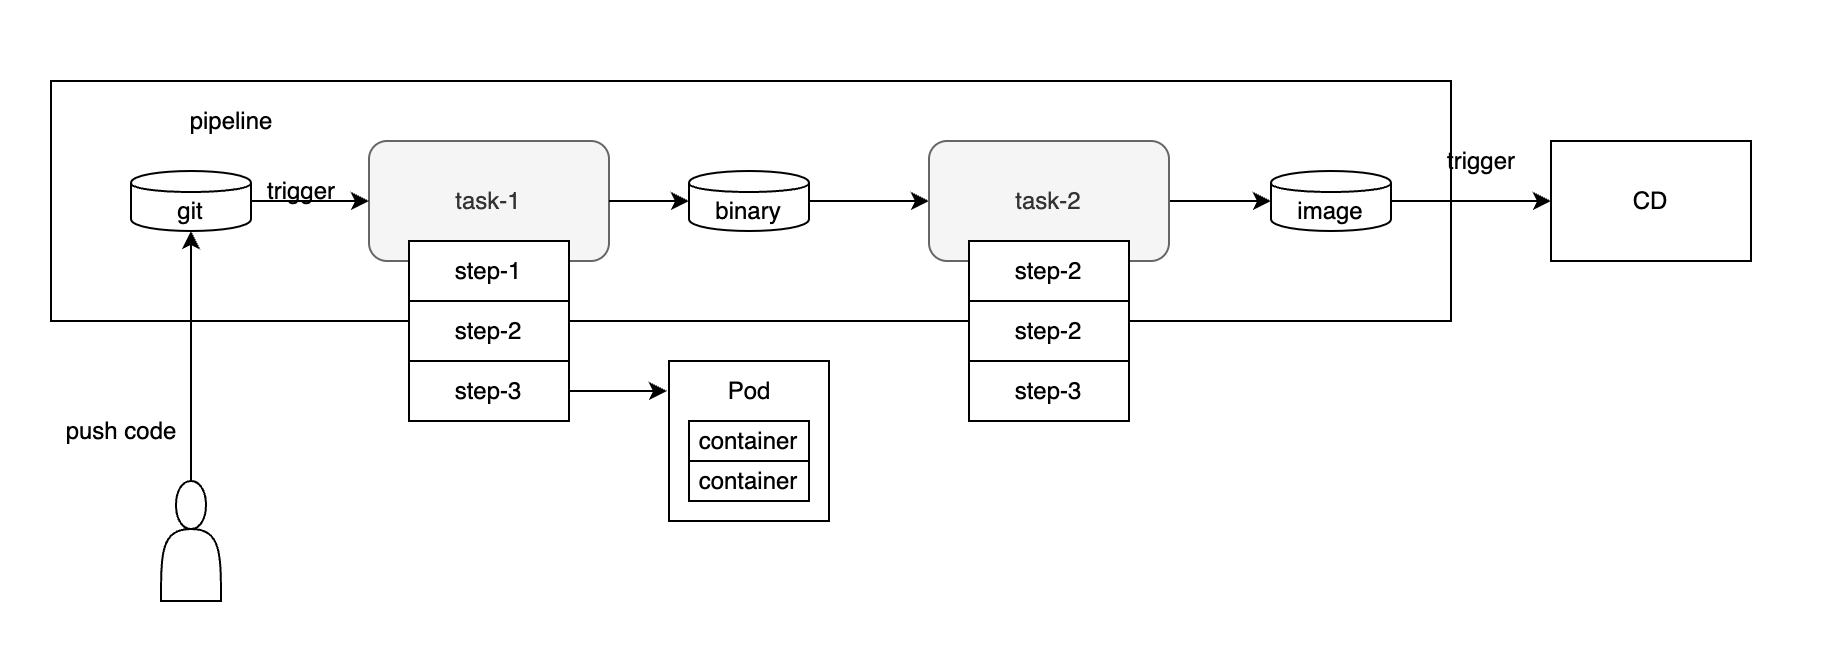 pipeline
git
trigger
task-1
step-1
step-2
step-3
binary
task-2
step-2
step-2
step-3
image
trigger
CD
Pod
container
container
push code